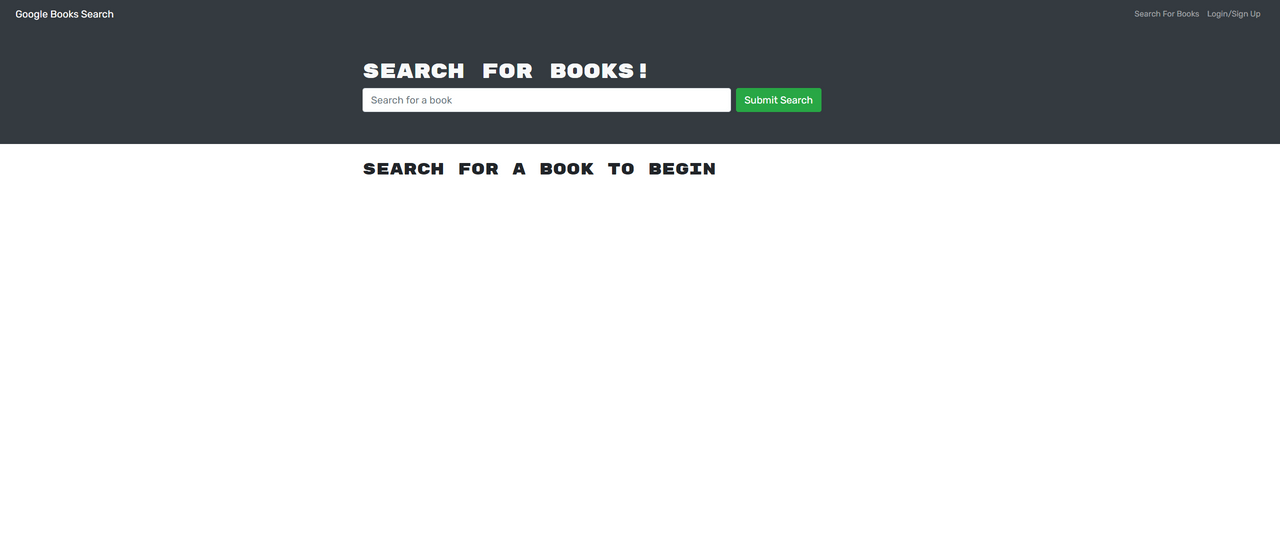 Google Books Search
Search For Books Login/Sign Up
SEARCH FOR BOOKS!
Search for a book
Submit Search
SEARCH FOR A BOOK TO BEGIN